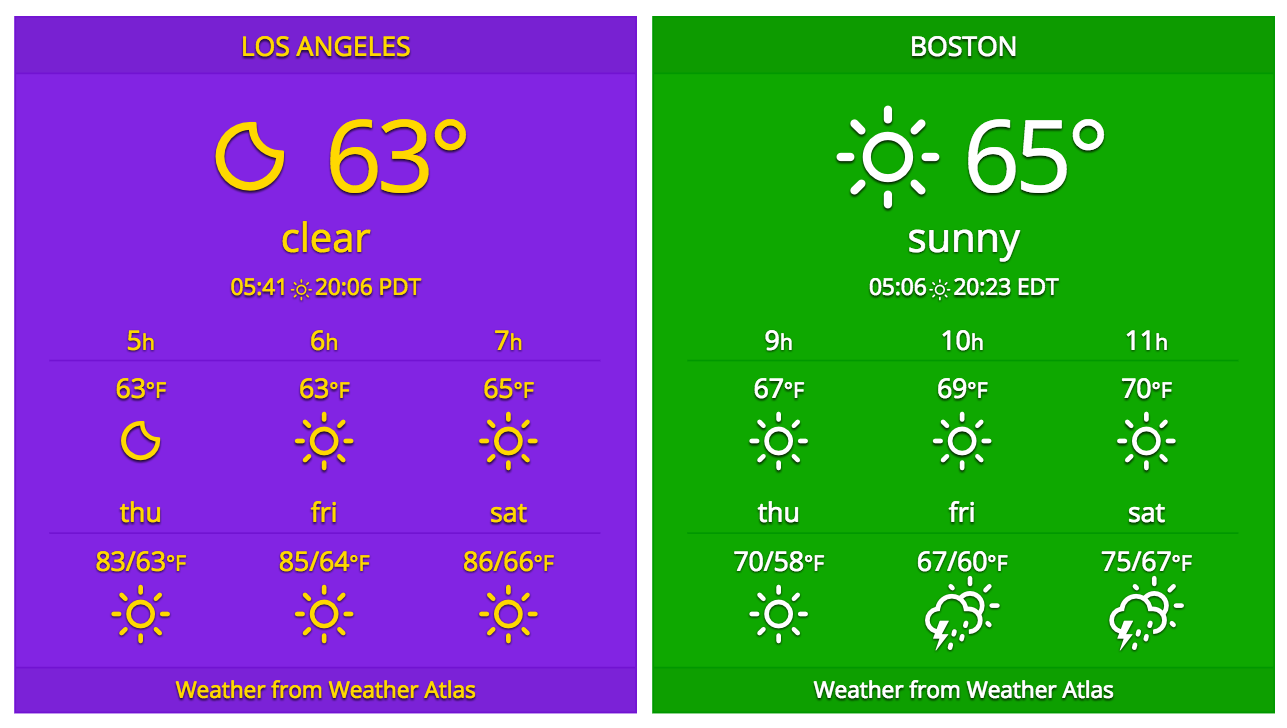 LOS ANGELES
63°
clear
05:41 20:06 PDT
5h 6h 7h
63°F 63°F 65°F
thu fri sat
83/63°F 85/64°F 86/66°F
Weather from Weather Atlas
BOSTON
65°
sunny
05:06 20:23 EDT
9h 10h 11h
67°F 69°F 70°F
thu fri sat
70/58°F 67/60°F 75/67°F
Weather from Weather Atlas